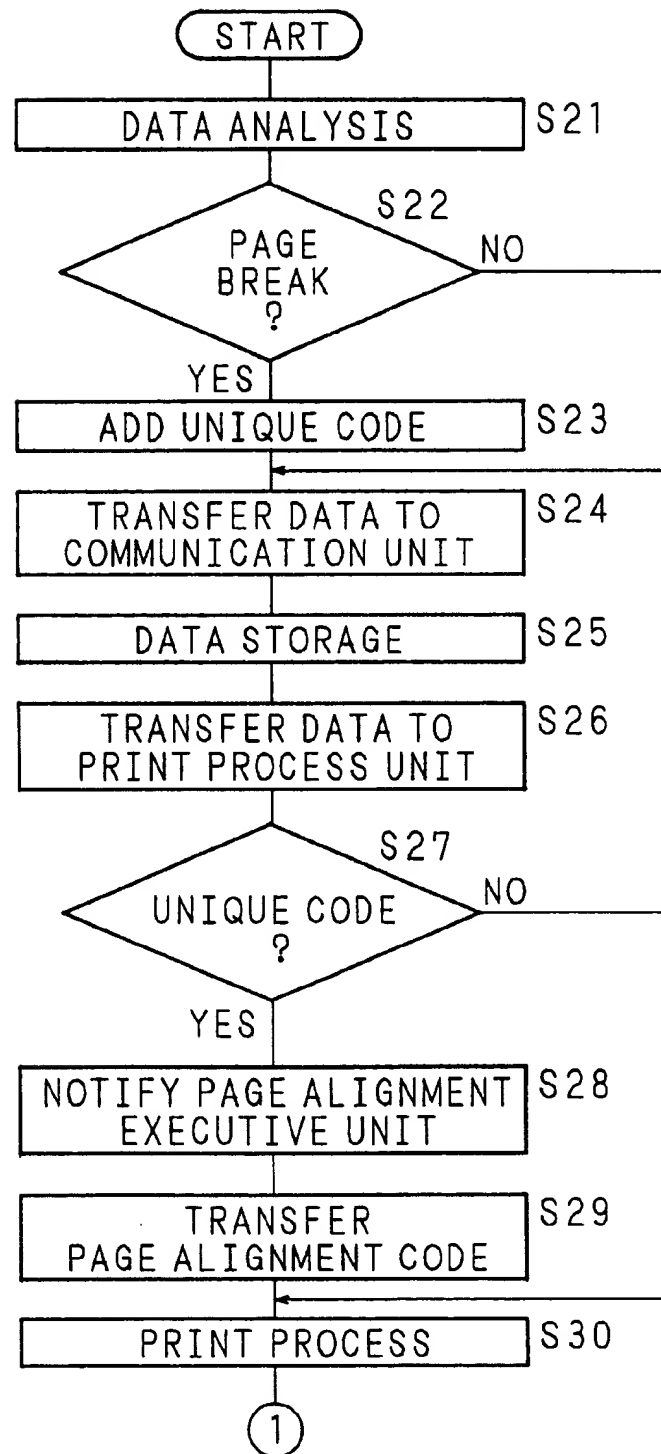 START
DATA ANALYSIS S21
S22
PAGE
BREAK
?
NO
YES
ADD UNIQUE CODE S23
TRANSFER DATA TO S24
COMMUNICATION UNIT
DATA STORAGE S25
TRANSFER DATA TO S26
PRINT PROCESS UNIT
S27
UNIQUE CODE
?
NO
YES
NOTIFY PAGE ALIGNMENT S28
EXECUTIVE UNIT
TRANSFER S29
PAGE ALIGNMENT CODE
PRINT PROCESS S30
1